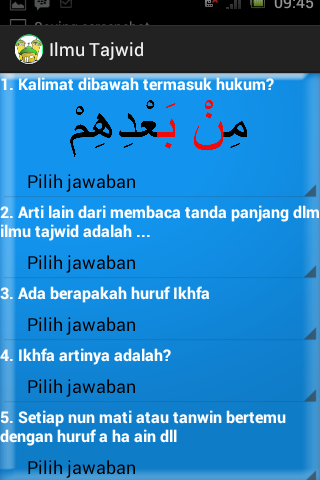 09:45
Saving screenshot
Ilmu Tajwid
1. Kalimat dibawah termasuk hukum?
مِنْ بَعْدِهِمْ
Pilih jawaban
2. Arti lain dari membaca tanda panjang dlm
ilmu tajwid adalah ...
Pilih jawaban
3. Ada berapakah huruf Ikhfa
Pilih jawaban
4. Ikhfa artinya adalah?
Pilih jawaban
5. Setiap nun mati atau tanwin bertemu
dengan huruf a ha ain dll
Pilih jawaban